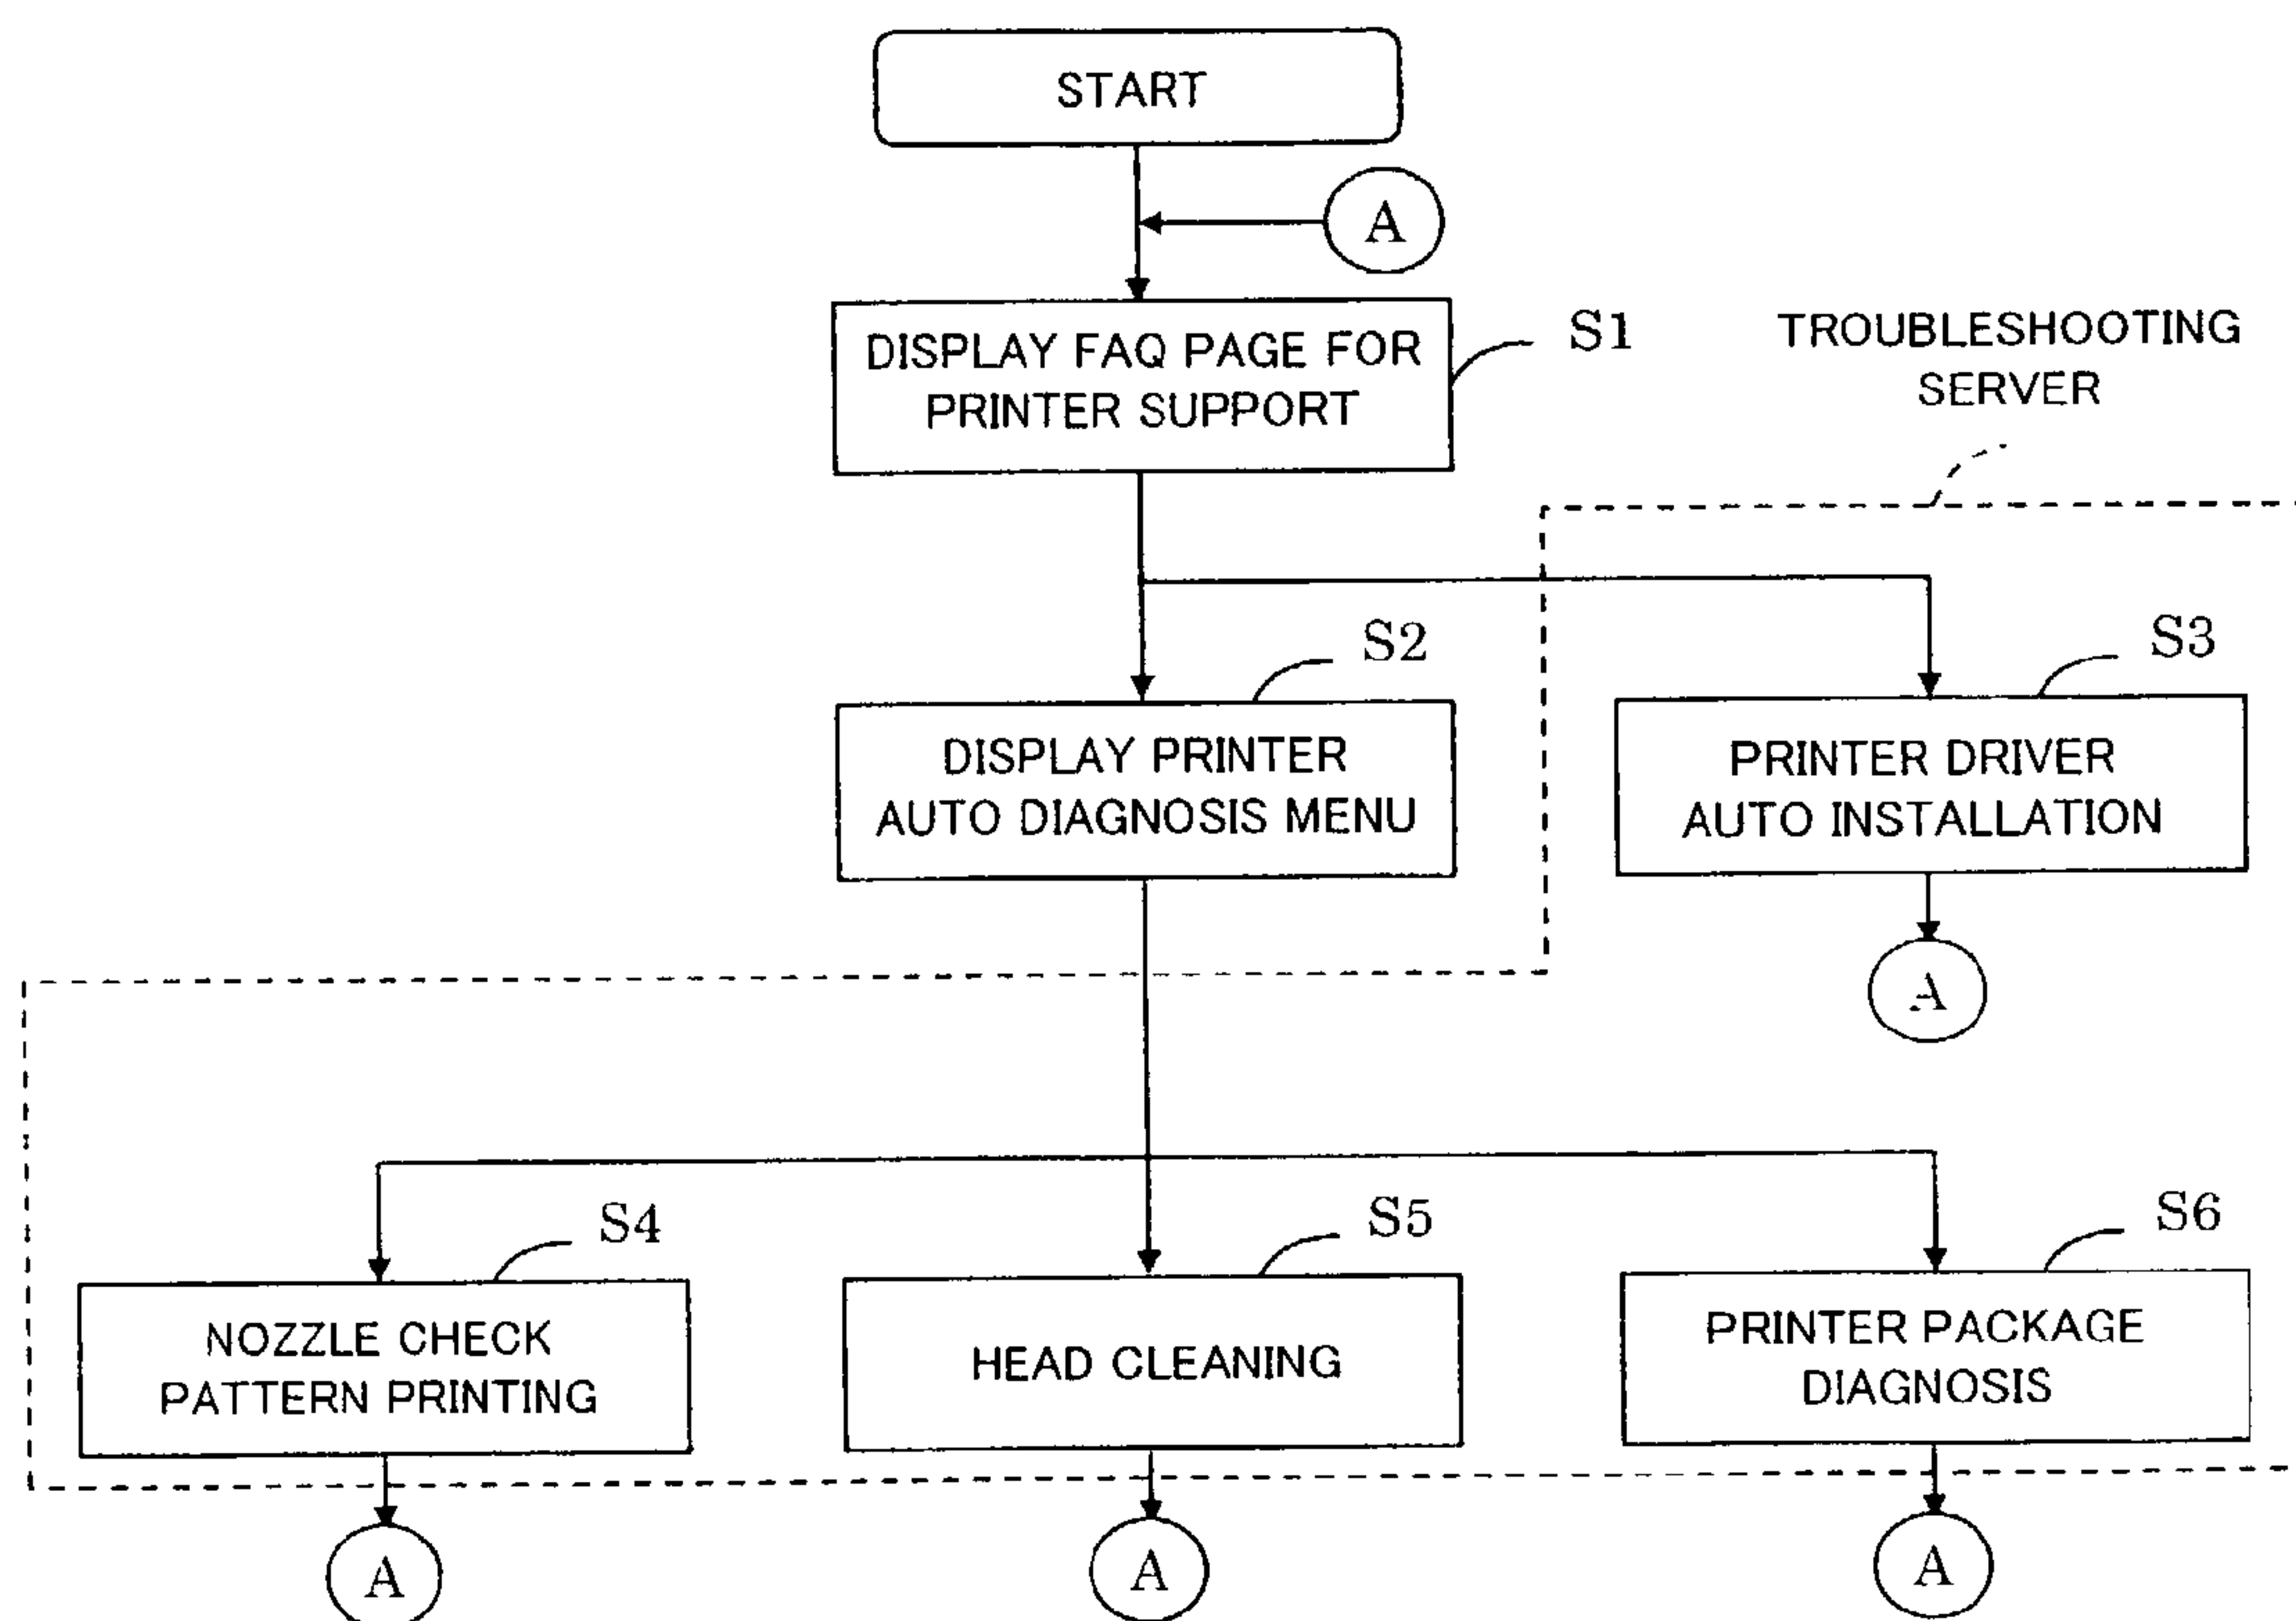 START
A
DISPLAY FAQ PAGE FOR
PRINTER SUPPORT
S1
TROUBLESHOOTING
SERVER
S2
S3
DISPLAY PRINTER
AUTO DIAGNOSIS MENU
PRINTER DRIVER
AUTO INSTALLATION
A
S4
S5
S6
NOZZLE CHECK
PATTERN PRINTING
HEAD CLEANING
PRINTER PACKAGE
DIAGNOSIS
A
A
A